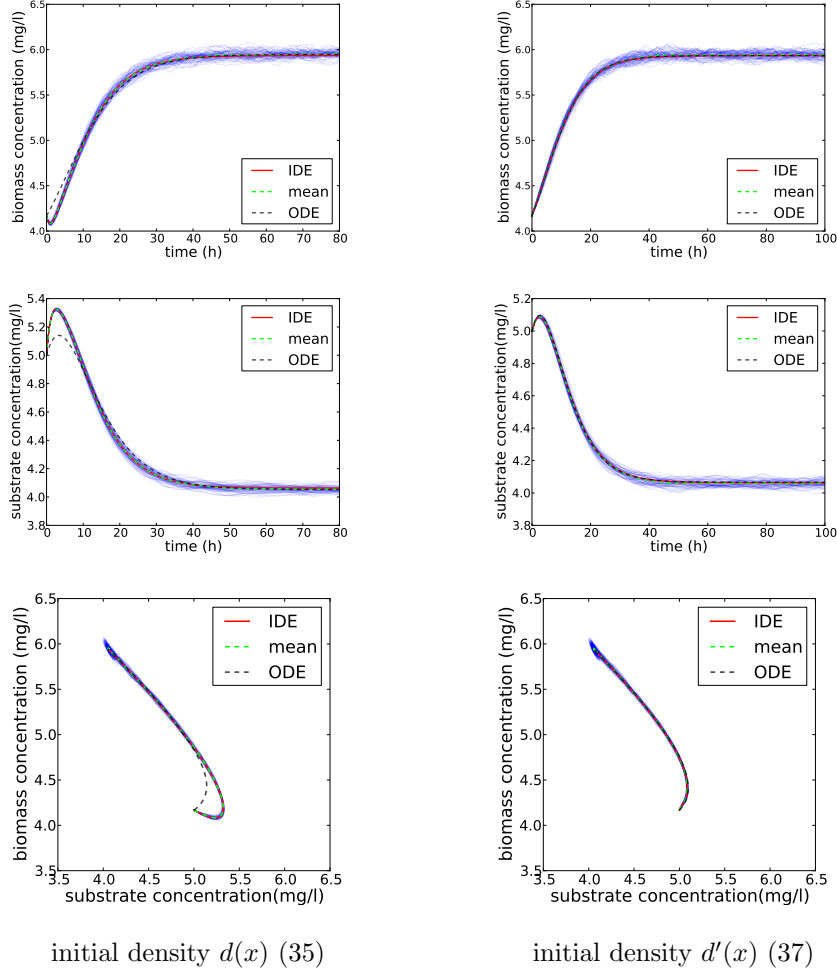 6.5
6.0
5.5
5.0
4.5
4.0
biomass concentration (mg/l)
IDE
mean
ODE
0 10 20 30 40 50 60 70 80
time (h)
6.5
6.0
5.5
5.0
4.5
4.0
biomass concentration (mg/l)
IDE
mean
ODE
0 20 40 60 80 100
time (h)
5.4
5.2
5.0
4.8
4.6
4.4
4.2
4.0
3.8
substrate concentration(mg/l)
IDE
mean
ODE
0 10 20 30 40 50 60 70 80
time (h)
5.2
5.0
4.8
4.6
4.4
4.2
4.0
3.8
substrate concentration(mg/l)
IDE
mean
ODE
0 20 40 60 80 100
time (h)
6.5
6.0
5.5
5.0
4.5
4.0
3.5
biomass concentration (mg/l)
IDE
mean
ODE
3.5 4.0 4.5 5.0 5.5 6.0 6.5
substrate concentration(mg/l)
6.5
6.0
5.5
5.0
4.5
4.0
3.5
biomass concentration (mg/l)
IDE
mean
ODE
3.5 4.0 4.5 5.0 5.5 6.0 6.5
substrate concentration(mg/l)
initial density d(x) (35)
initial density d′(x) (37)